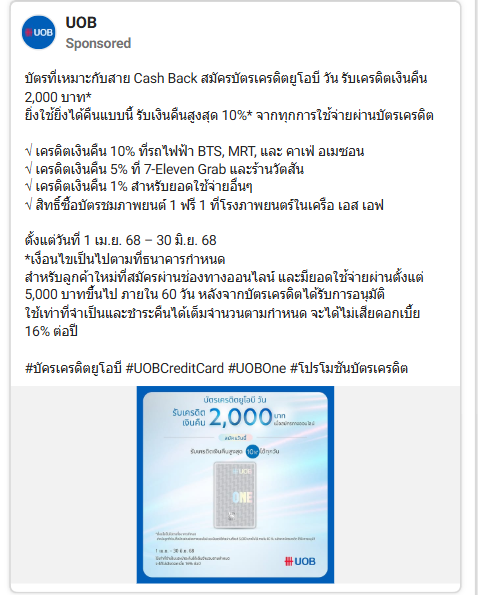 UOB
Sponsored
บัตรที่เหมาะกับสาย Cash Back สมัครบัตรเครดิตยูโอบี วัน รับเครดิตเงินคืน
2,000 บาท*
ยิ่งใช้ยิ่งได้คืนแบบนี้ รับเงินคืนสูงสุด 10%* จากทุกการใช้จ่ายผ่านบัตรเครดิต
√ เครดิตเงินคืน 10% ที่รถไฟฟ้า BTS, MRT, และ คาเฟ่ อเมซอน
√ เครดิตเงินคืน 5% ที่ 7-Eleven Grab และร้านวัตสัน
√ เครดิตเงินคืน 1% สำหรับยอดใช้จ่ายอื่นๆ
√ สิทธิ์ซื้อบัตรชมภาพยนต์ 1 ฟรี 1 ที่โรงภาพยนตร์ในเครือ เอส เอฟ
ตั้งแต่วันที่ 1 เม.ย. 68 – 30 มิ.ย. 68
*เงื่อนไขเป็นไปตามที่ธนาคารกำหนด
สำหรับลูกค้าใหม่ที่สมัครผ่านช่องทางออนไลน์ และมียอดใช้จ่ายผ่านตั้งแต่
5,000 บาทขึ้นไป ภายใน 60 วัน หลังจากบัตรเครดิตได้รับการอนุมัติ
ใช้เท่าที่จำเป็นและชำระคืนได้เต็มจำนวนตามกำหนด จะได้ไม่เสียดอกเบี้ย
16% ต่อปี
#บัตรเครดิตยูโอบี #UOBCreditCard #UOBOne #โปรโมชันบัตรเครดิต
บัตรเครดิตยูโอบี วัน
รับเครดิต
เงินคืน 2,000 บาท
สมัครวันนี้
รับเครดิตเงินคืนสูงสุด 10% ได้ทุกวัน
UOB
ONE
1 เม.ย. - 30 มิ.ย. 68
UOB